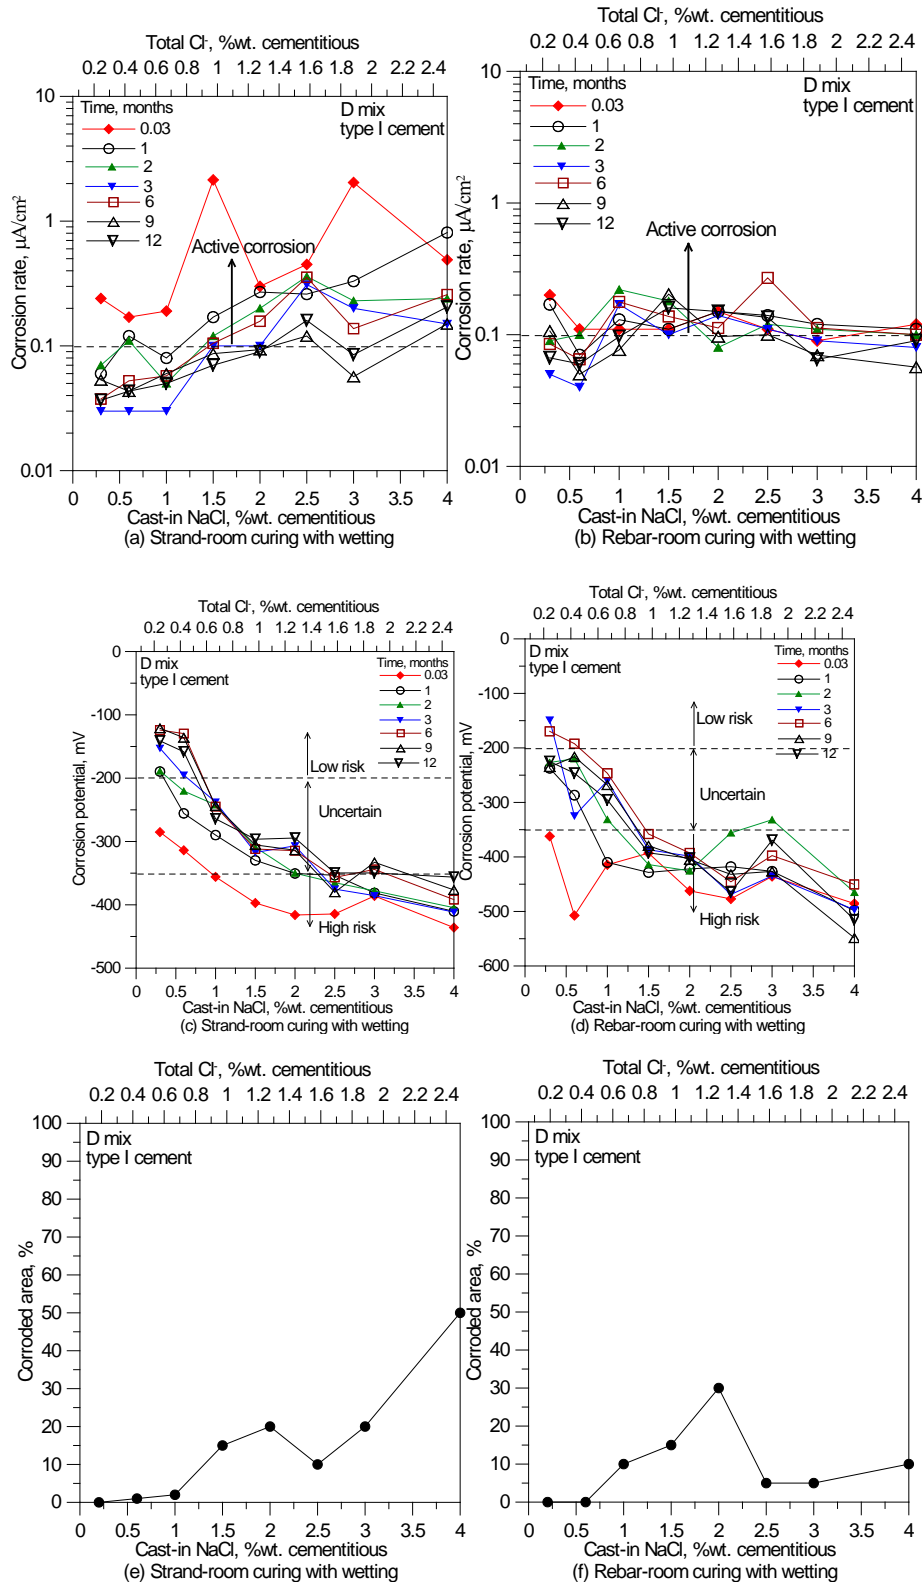 Total Cl-, %wt. cementitious
0.2 0.4 0.6 0.8 1 1.2 1.4 1.6 1.8 2 2.2 2.4
10
1
0.1
0.01
Corrosion rate, µA/cm2
Time, months
0.03
1
2
3
6
9
12
D mix
type I cement
Active corrosion
0 0.5 1 1.5 2 2.5 3 3.5 4
Cast-in NaCl, %wt. cementitious
(a) Strand-room curing with wetting
Total Cl-, %wt. cementitious
0.2 0.4 0.6 0.8 1 1.2 1.4 1.6 1.8 2 2.2 2.4
10
1
0.1
0.01
Corrosion rate, µA/cm2
Time, months
0.03
1
2
3
6
9
12
D mix
type I cement
Active corrosion
0 0.5 1 1.5 2 2.5 3 3.5 4
Cast-in NaCl, %wt. cementitious
(b) Rebar-room curing with wetting
Total Cl-, %wt. cementitious
0.2 0.4 0.6 0.8 1 1.2 1.4 1.6 1.8 2 2.2 2.4
0
-100
-200
-300
-400
-500
Corrosion potential, mV
D mix
type I cement
Time, months
0.03
1
2
3
6
9
12
Low risk
Uncertain
High risk
0 0.5 1 1.5 2 2.5 3 3.5 4
Cast-in NaCl, %wt. cementitious
(c) Strand-room curing with wetting
Total Cl-, %wt. cementitious
0.2 0.4 0.6 0.8 1 1.2 1.4 1.6 1.8 2 2.2 2.4
0
-100
-200
-300
-400
-500
-600
Corrosion potential, mV
D mix
type I cement
Time, months
0.03
1
2
3
6
9
12
Low risk
Uncertain
High risk
0 0.5 1 1.5 2 2.5 3 3.5 4
Cast-in NaCl, %wt. cementitious
(d) Rebar-room curing with wetting
Total Cl-, %wt. cementitious
0.2 0.4 0.6 0.8 1 1.2 1.4 1.6 1.8 2 2.2 2.4
100
90
80
70
60
50
40
30
20
10
0
Corroded area, %
D mix
type I cement
0 0.5 1 1.5 2 2.5 3 3.5 4
Cast-in NaCl, %wt. cementitious
(e) Strand-room curing with wetting
Total Cl-, %wt. cementitious
0.2 0.4 0.6 0.8 1 1.2 1.4 1.6 1.8 2 2.2 2.4
100
90
80
70
60
50
40
30
20
10
0
Corroded area, %
D mix
type I cement
0 0.5 1 1.5 2 2.5 3 3.5 4
Cast-in NaCl, %wt. cementitious
(f) Rebar-room curing with wetting